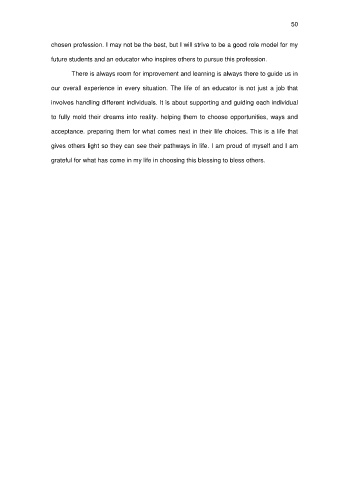 50
chosen profession. I may not be the best, but I will strive to be a good role model for my
future students and an educator who inspires others to pursue this profession.
There is always room for improvement and learning is always there to guide us in
our overall experience in every situation. The life of an educator is not just a job that
involves handling different individuals. It is about supporting and guiding each individual
to fully mold their dreams into reality. helping them to choose opportunities, ways and
acceptance. preparing them for what comes next in their life choices. This is a life that
gives others light so they can see their pathways in life. I am proud of myself and I am
grateful for what has come in my life in choosing this blessing to bless others.